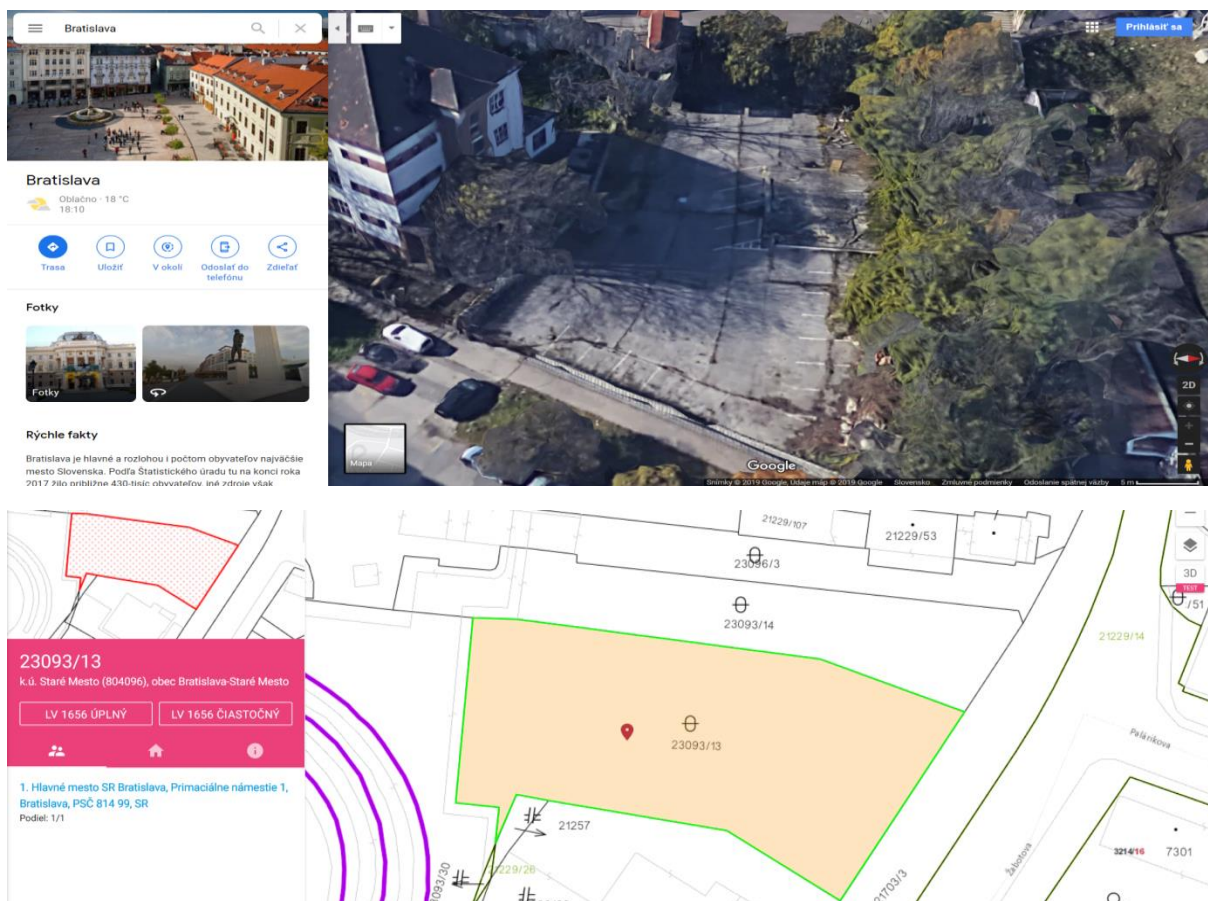 Bratislava
Prihlásiť sa
Bratislava
Oblačno · 18 °C
18:10
Trasa
Uložiť
V okolí
Odoslať do telefónu
Zdieľať
Fotky
Fotky
Rýchle fakty
Bratislava je hlavné a rozlohou i počtom obyvateľov najväčšie
mesto Slovenska. Podľa Štatistického úradu tu na konci roka
2017 žilo približne 430-tisíc obyvateľov, iné zdroje však
Mapa
2D
Google
Snímky © 2019 Google, Údaje máp © 2019 Google Slovensko Zmluvné podmienky Odoslanie spätnej väzby 5 m
23093/13
k.ú. Staré Mesto (804096), obec Bratislava-Staré Mesto
LV 1656 ÚPLNÝ
LV 1656 ČIASTOČNÝ
1. Hlavné mesto SR Bratislava, Primaciálne námestie 1,
Bratislava, PSČ 814 99, SR
Podiel: 1/1
21229/107
21229/53
23096/3
23093/14
3D
TEST
/51
21229/14
23093/13
Palárikova
21257
21229/26
093/30
21703/3
Žabotova
3214/16
7301